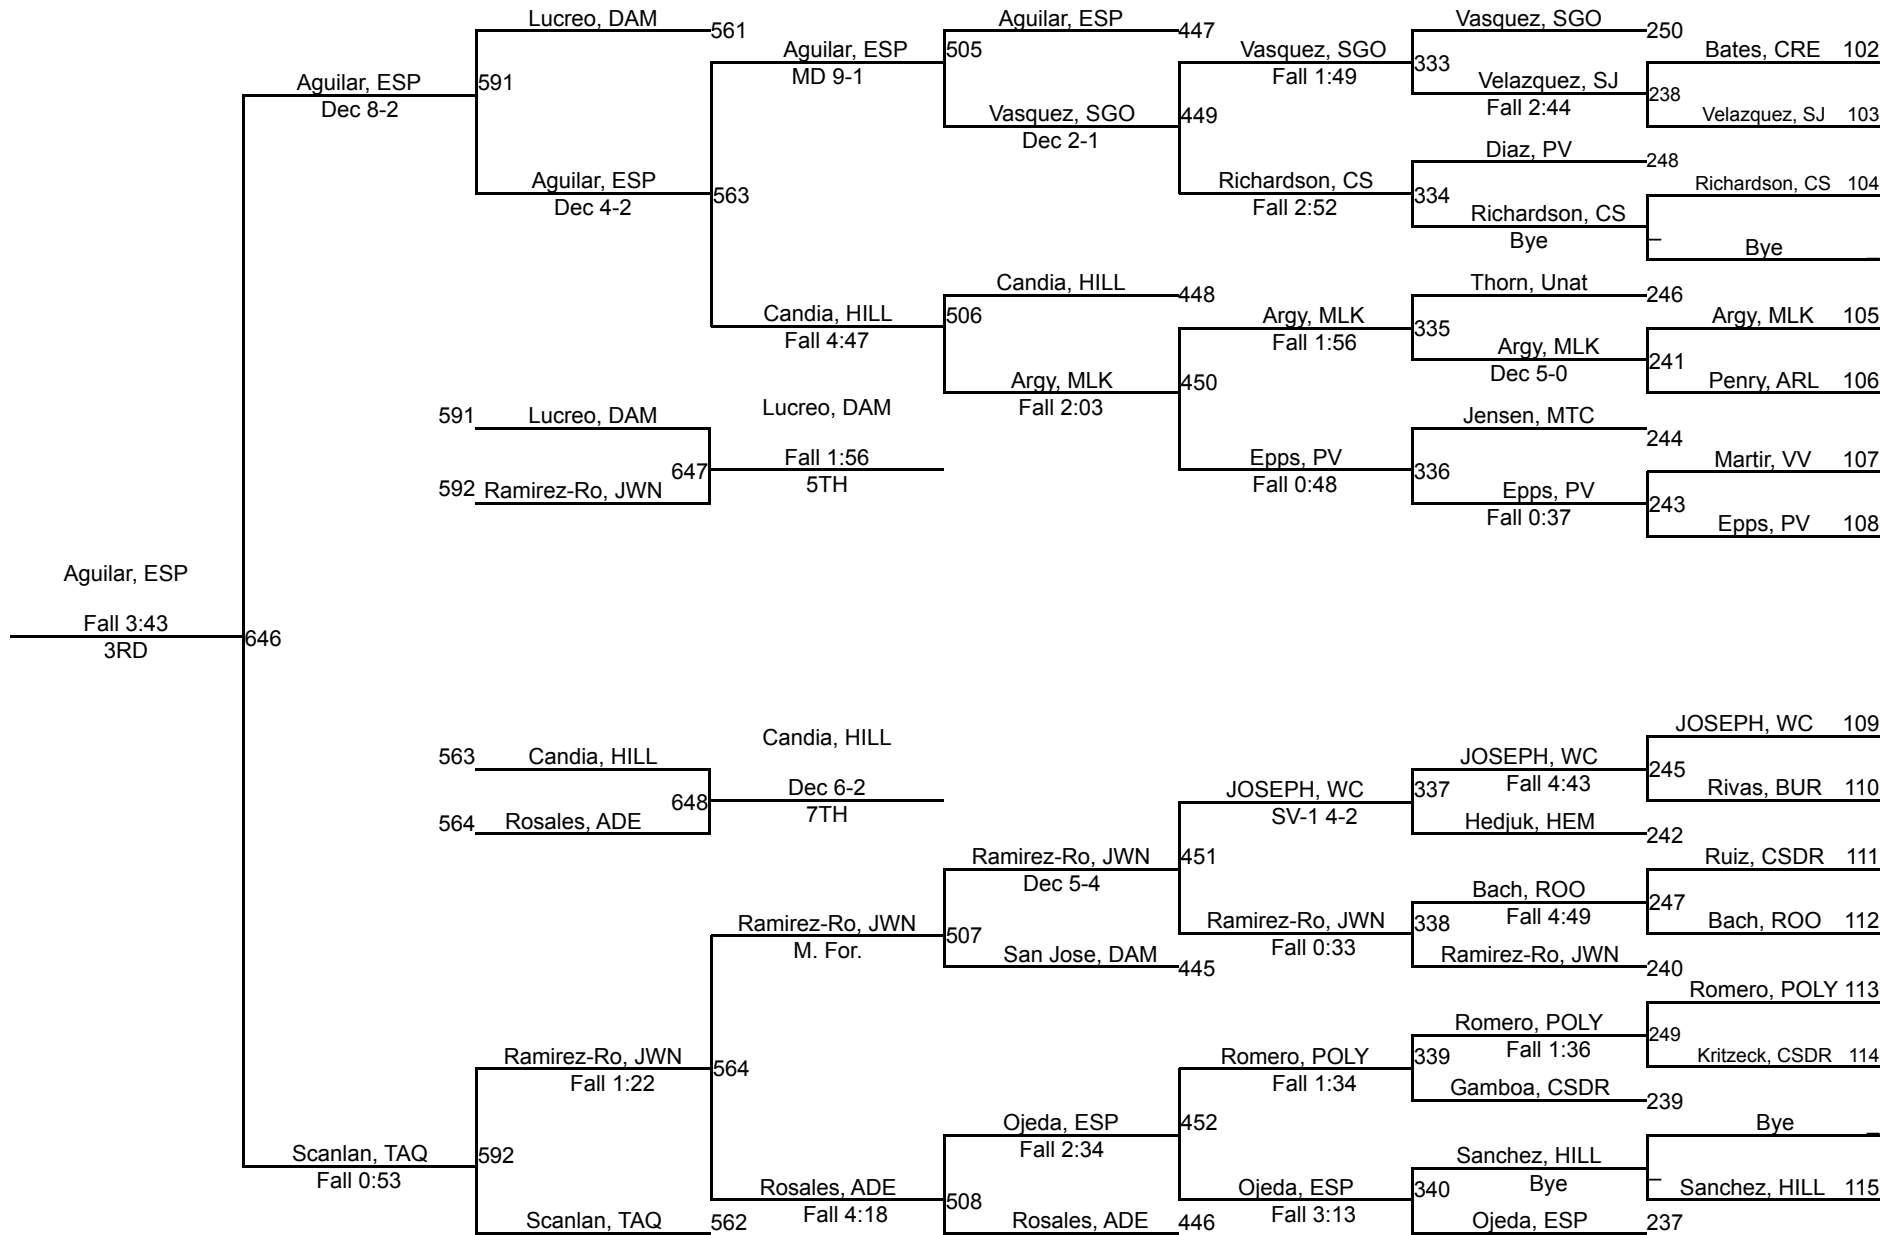 Lucreo, DAM
561
Aguilar, ESP
447
Vasquez, SGO
250
Aguilar, ESP
MD 9-1
505
Vasquez, SGO
Fall 1:49
333
Bates, CRE 102
Aguilar, ESP
Dec 8-2
591
Velazquez, SJ
Fall 2:44
238
Velazquez, SJ 103
Vasquez, SGO
Dec 2-1
449
Diaz, PV
248
Aguilar, ESP
Dec 4-2
563
Richardson, CS
Fall 2:52
334
Richardson, CS 104
Richardson, CS
Bye
_
Bye _
Candia, HILL
448
Thorn, Unat
246
Candia, HILL
Fall 4:47
506
Argy, MLK
Fall 1:56
335
Argy, MLK 105
Argy, MLK
Dec 5-0
241
Penry, ARL 106
Argy, MLK
Fall 2:03
450
591 Lucreo, DAM
Lucreo, DAM
Jensen, MTC
244
647
Fall 1:56
5TH
Epps, PV
Fall 0:48
336
Martir, VV 107
592 Ramirez-Ro, JWN
Epps, PV
Fall 0:37
243
Epps, PV 108
Aguilar, ESP
Fall 3:43
3RD
646
JOSEPH, WC 109
563 Candia, HILL
Candia, HILL
JOSEPH, WC
Fall 4:43
245
648
Dec 6-2
7TH
JOSEPH, WC
SV-1 4-2
337
Rivas, BUR 110
564 Rosales, ADE
Hedjuk, HEM
242
Ramirez-Ro, JWN
Dec 5-4
451
Ruiz, CSDR 111
Bach, ROO
Fall 4:49
247
Ramirez-Ro, JWN
M. For.
507
Ramirez-Ro, JWN
Fall 0:33
338
Bach, ROO 112
San Jose, DAM
445
Ramirez-Ro, JWN
240
Romero, POLY 113
Romero, POLY
Fall 1:36
249
Ramirez-Ro, JWN
Fall 1:22
564
Romero, POLY
Fall 1:34
339
Kritzeck, CSDR 114
Gamboa, CSDR
239
Ojeda, ESP
Fall 2:34
452
Bye _
Scanlan, TAQ
Fall 0:53
592
Sanchez, HILL
Bye
_
Rosales, ADE
Fall 4:18
508
Ojeda, ESP
Fall 3:13
340
Sanchez, HILL 115
Scanlan, TAQ
562
Rosales, ADE
446
Ojeda, ESP
237